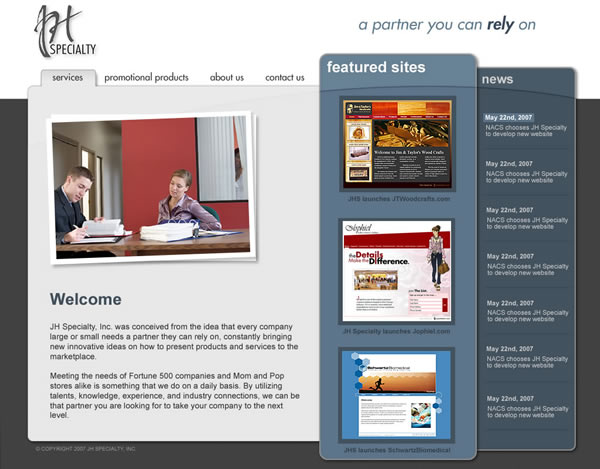 JH
SPECIALTY
a partner you can rely on
services
promotional products
about us
contact us
featured sites
news
Welcome
JH Specialty, Inc. was conceived from the idea that every company
large or small needs a partner they can rely on, constantly bringing
new innovative ideas on how to present products and services to the
marketplace.
Meeting the needs of Fortune 500 companies and Mom and Pop
stores alike is something that we do on a daily basis. By utilizing
talents, knowledge, experience, and industry connections, we can be
that partner you are looking for to take your company to the next
level.
Welcome to Jim & Taylor's Wood Crafts
JHS launches JTWoodcrafts.com
Jophiel
the Details
Make the Difference.
JH Specialty launches Jophiel.com
SchwartzBiomedical
JHS launches SchwartzBiomedical
May 22nd, 2007
NACS chooses JH Specialty
to develop new website
May 22nd, 2007
NACS chooses JH Specialty
to develop new website
May 22nd, 2007
NACS chooses JH Specialty
to develop new website
May 22nd, 2007
NACS chooses JH Specialty
to develop new website
May 22nd, 2007
NACS chooses JH Specialty
to develop new website
May 22nd, 2007
NACS chooses JH Specialty
to develop new website
May 22nd, 2007
NACS chooses JH Specialty
to develop new website
© COPYRIGHT 2007 JH SPECIALTY, INC.